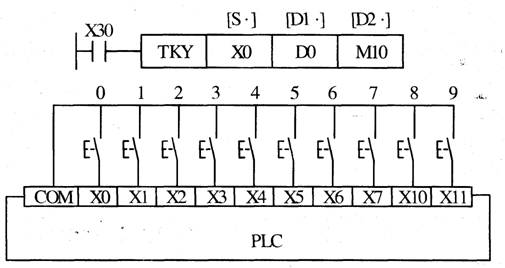 [S ·] [D1 ·] [D2 ·]
X30
TKY X0 D0 M10
0 1 2 3 4 5 6 7 8 9
COM X0 X1 X2 X3 X4 X5 X6 X7 X10 X11
PLC